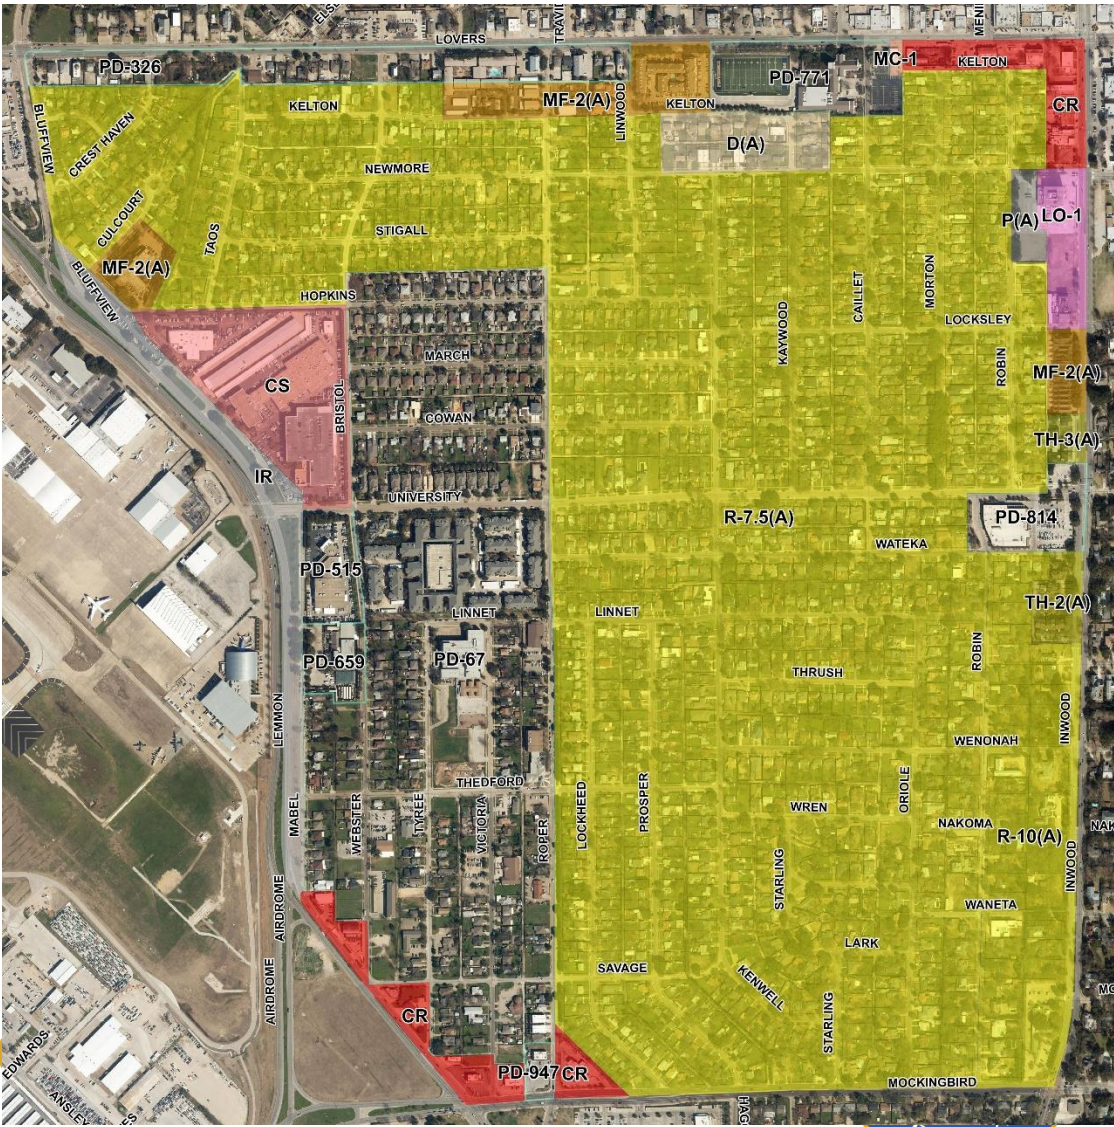 LOVERS
PD-326
MC-1
KELTON
PD-771
MF-2(A)
KELTON
KELTON
CR
BLUFFVIEW
CREST HAVEN
LINWOOD
D(A)
NEWMORE
CULCOURT
TAOS
STIGALL
P(A)
LO-1
MF-2(A)
BLUFFVIEW
HOPKINS
KAYWOOD
CAILLET
MORTON
LOCKSLEY
MARCH
ROBIN
MF-2(A)
CS
BRISTOL
COWAN
TH-3(A)
IR
UNIVERSITY
R-7.5(A)
PD-814
WATEKA
PD-515
LINNET
LINNET
TH-2(A)
PD-659
PD-67
THRUSH
ROBIN
LEMMON
INWOOD
WENONAH
THEDFORD
MABEL
WEBSTER
TYREE
VICTORIA
ROPER
LOCKHEED
PROSPER
WREN
ORIOLE
NAKOMA
NAK
R-10(A)
INWOOD
STARLING
AIRDROME
WANETA
LARK
SAVAGE
KENWELL
AIRDROME
CR
STARLING
EDWARDS
PD-947
CR
MOCKINGBIRD
ANSLEY
HAG